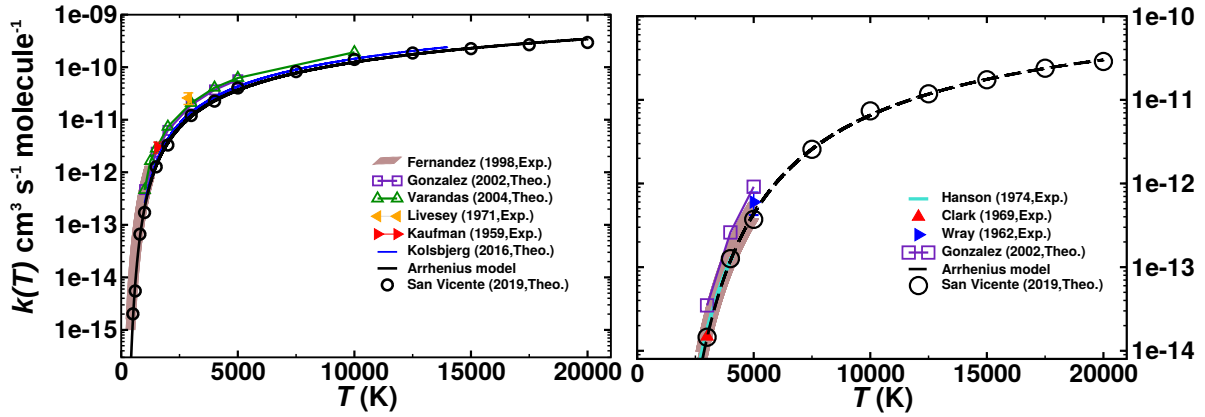 k(T) cm³ s⁻¹ molecule⁻¹
1e-09
1e-10
1e-11
1e-12
1e-13
1e-14
1e-15
Fernandez (1998,Exp.)
Gonzalez (2002,Theo.)
Varandas (2004,Theo.)
Livesey (1971,Exp.)
Kaufman (1959,Exp.)
Kolsbjerg (2016,Theo.)
Arrhenius model
San Vicente (2019,Theo.)
0 5000 10000 15000 20000
T (K)
1e-10
1e-11
1e-12
1e-13
1e-14
Hanson (1974,Exp.)
Clark (1969,Exp.)
Wray (1962,Exp.)
Gonzalez (2002,Theo.)
Arrhenius model
San Vicente (2019,Theo.)
0 5000 10000 15000 20000
T (K)